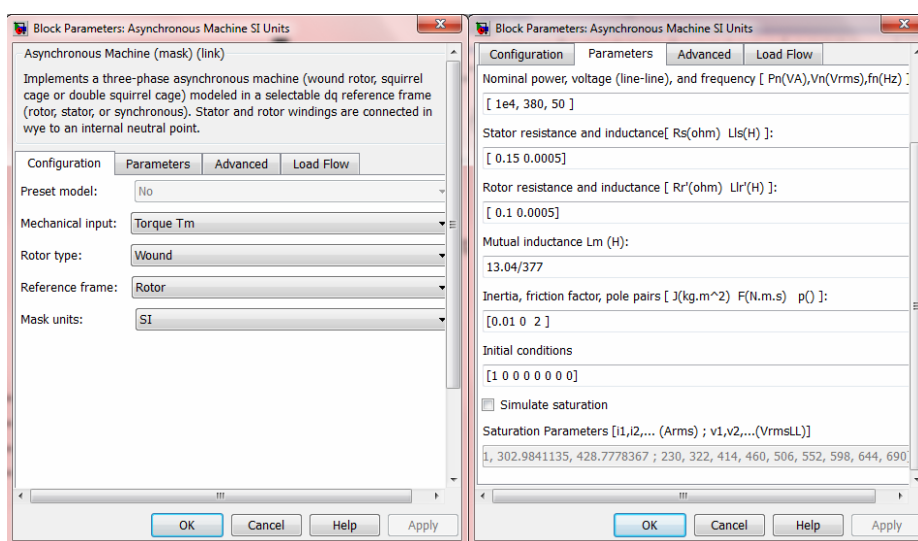 Block Parameters: Asynchronous Machine SI Units
Asynchronous Machine (mask) (link)
Implements a three-phase asynchronous machine (wound rotor, squirrel
cage or double squirrel cage) modeled in a selectable dq reference frame
(rotor, stator, or synchronous). Stator and rotor windings are connected in
wye to an internal neutral point.
Configuration Parameters Advanced Load Flow
Preset model: No
Mechanical input: Torque Tm
Rotor type: Wound
Reference frame: Rotor
Mask units: SI
OK Cancel Help Apply
Block Parameters: Asynchronous Machine SI Units
Configuration Parameters Advanced Load Flow
Nominal power, voltage (line-line), and frequency [ Pn(VA),Vn(Vrms),fn(Hz) ]
[ 1e4, 380, 50 ]
Stator resistance and inductance[ Rs(ohm) Lls(H) ]:
[ 0.15 0.0005]
Rotor resistance and inductance [ Rr'(ohm) Llr'(H) ]:
[ 0.1 0.0005]
Mutual inductance Lm (H):
13.04/377
Inertia, friction factor, pole pairs [ J(kg.m^2) F(N.m.s) p() ]:
[0.01 0 2 ]
Initial conditions
[1 0 0 0 0 0 0 0]
Simulate saturation
Saturation Parameters [i1,i2,... (Arms) ; v1,v2,...(VrmsLL)]
1, 302.9841135, 428.7778367 ; 230, 322, 414, 460, 506, 552, 598, 644, 690]
OK Cancel Help Apply